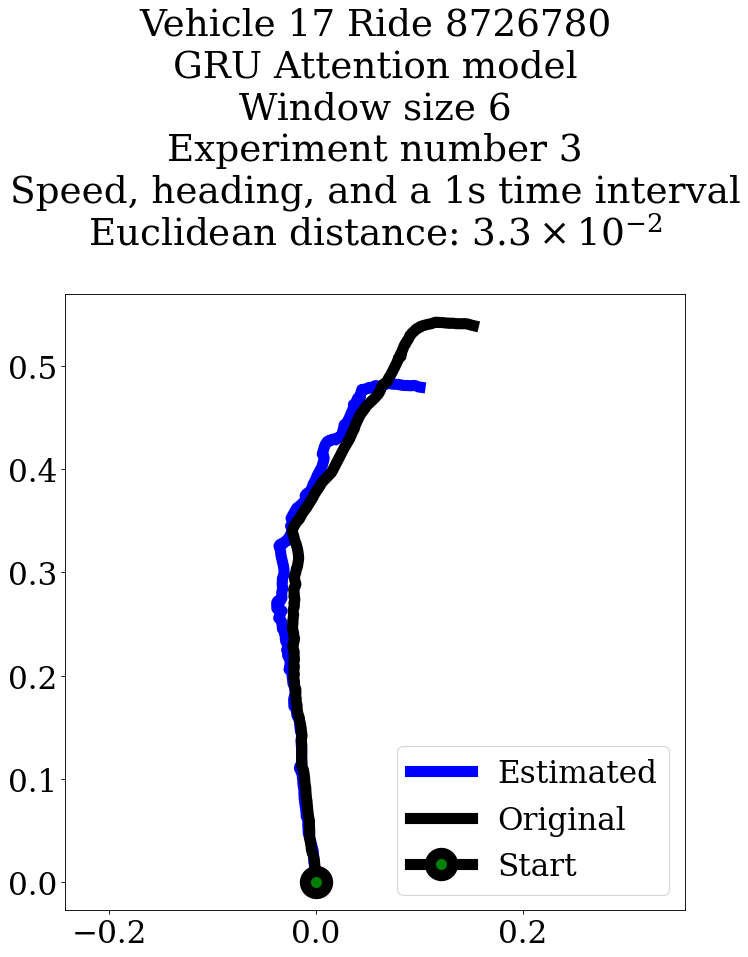 Vehicle 17 Ride 8726780
GRU Attention model
Window size 6
Experiment number 3
Speed, heading, and a 1s time interval
Euclidean distance: 3.3 × 10⁻²
0.5
0.4
0.3
0.2
0.1
0.0
−0.2 0.0 0.2
Estimated
Original
Start